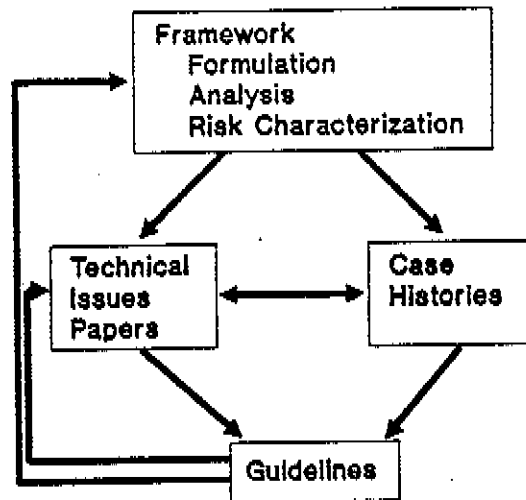 Framework
Formulation
Analysis
Risk Characterization
Technical
Issues
Papers
Case
Histories
Guidelines